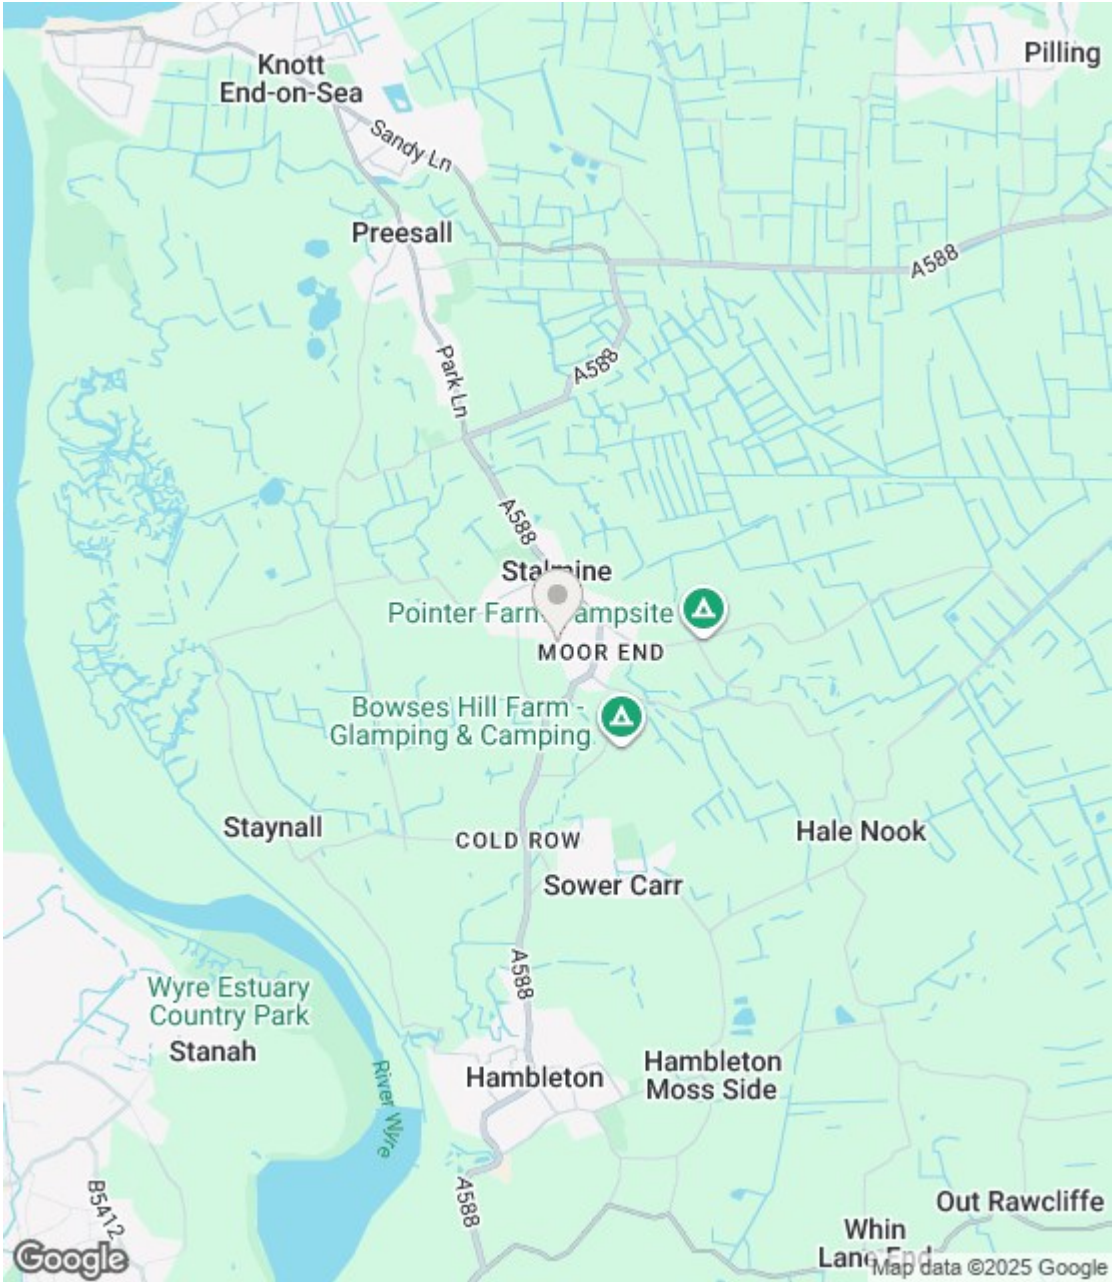 Pilling
Knott
End-on-Sea
Sandy Ln
Preesall
A588
A588
Park Ln
A588
Stalmine
Pointer Farm Campsite
MOOR END
Bowses Hill Farm -
Glamping & Camping
Staynall
COLD ROW
Hale Nook
Sower Carr
A588
Wyre Estuary
Country Park
Stanah
River Wyre
Hambleton
Hambleton
Moss Side
B5412
A588
Out Rawcliffe
Whin
Lane End
Google
Map data ©2025 Google